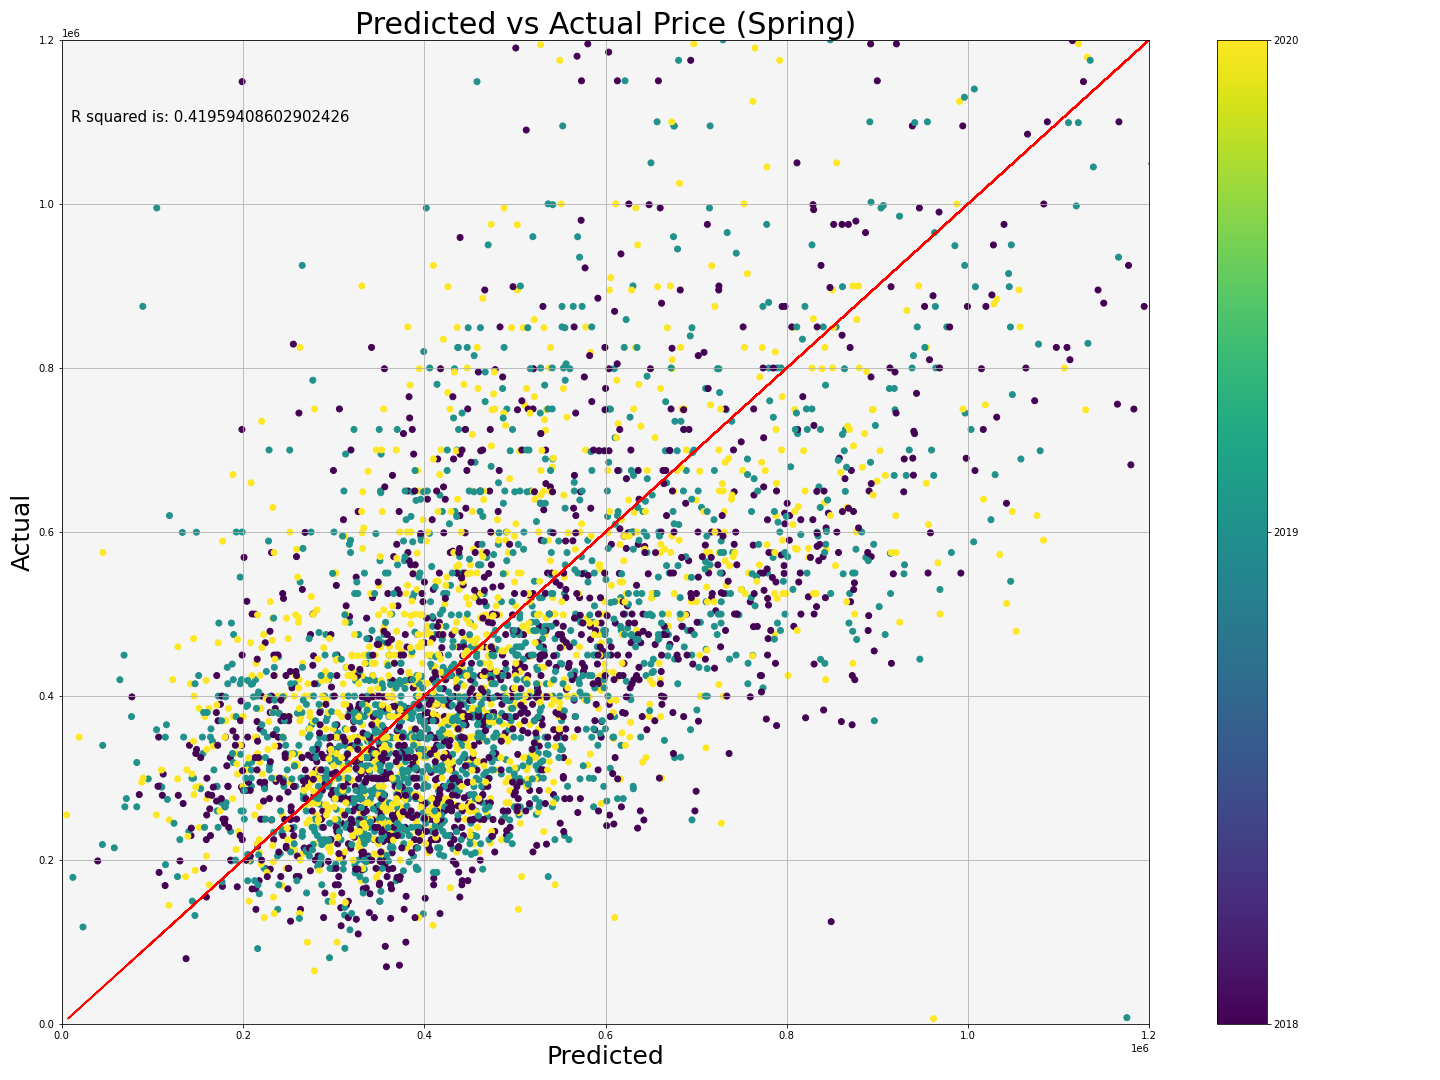 Predicted vs Actual Price (Spring)
1e6
1.2
1.0
0.8
0.6
0.4
0.2
0.0
Actual
R squared is: 0.41959408602902426
0.0 0.2 0.4 0.6 0.8 1.0 1.2
1e6
Predicted
2020
2019
2018